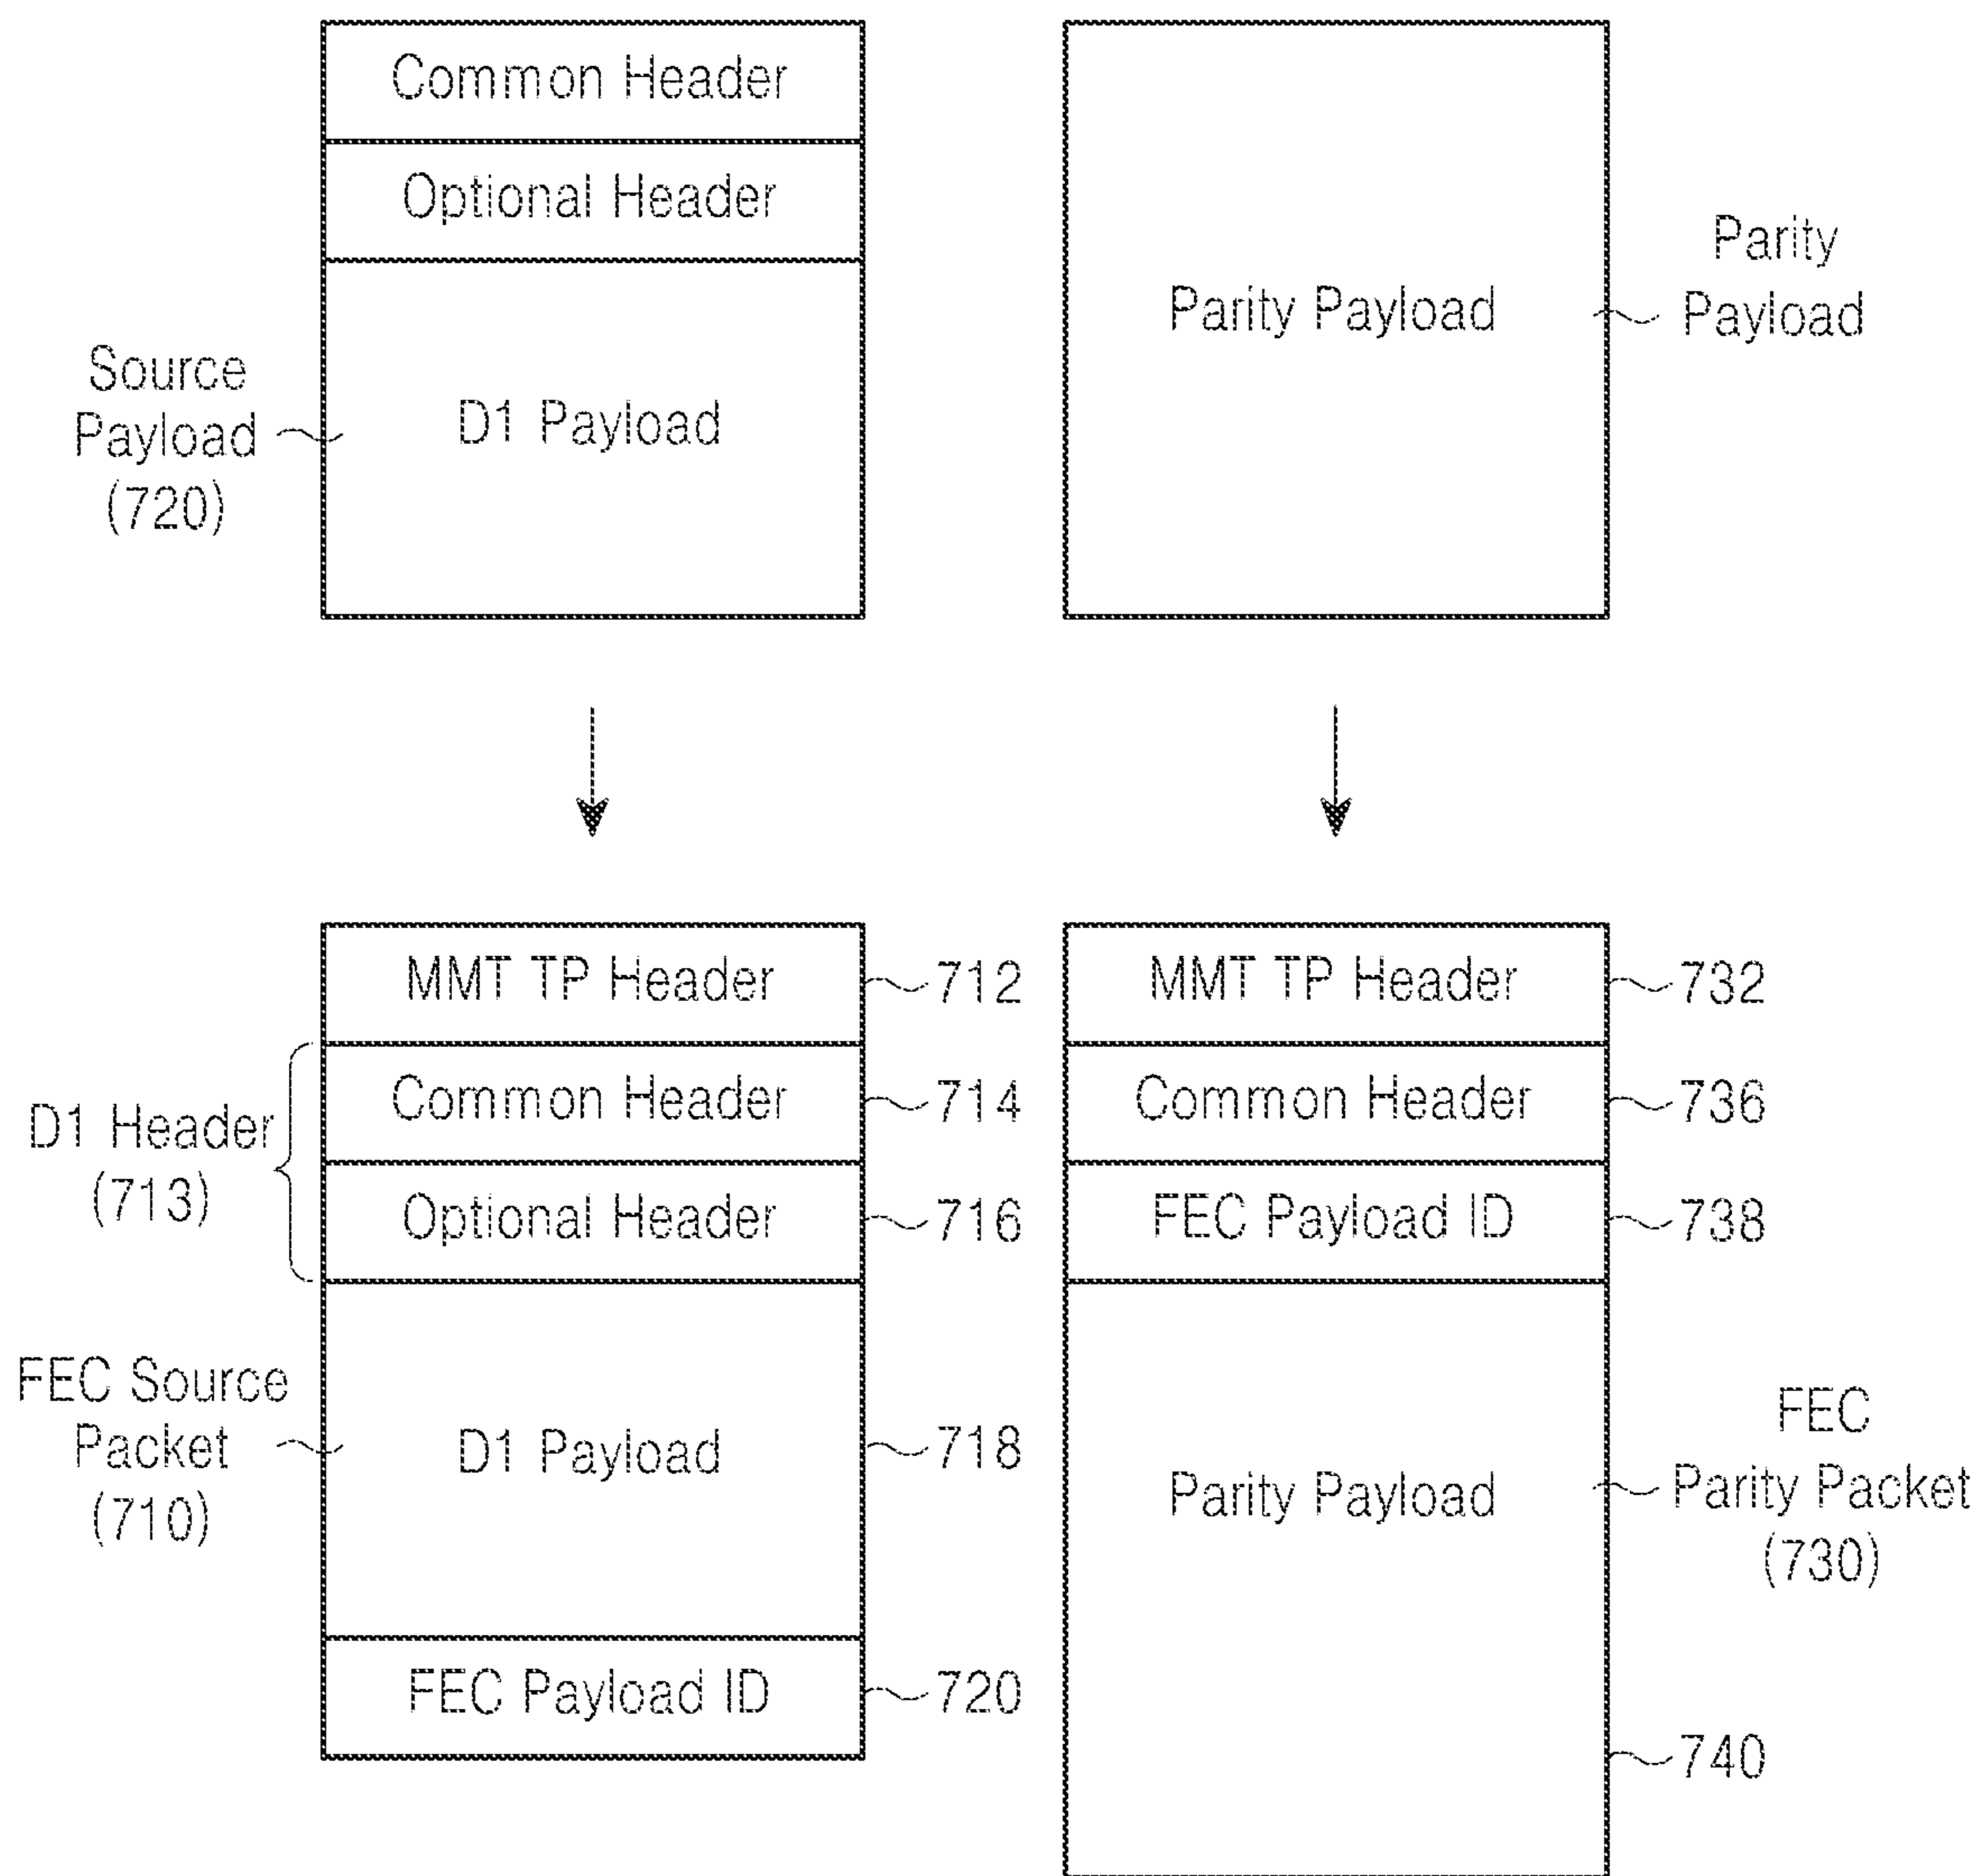 Common Header
Optional Header
Source
Payload
(720)
D1 Payload
Parity Payload
Parity
Payload
MMT TP Header
712
D1 Header
(713)
Common Header
714
Optional Header
716
FEC Source
Packet
(710)
D1 Payload
718
FEC Payload ID
720
MMT TP Header
732
Common Header
736
FEC Payload ID
738
Parity Payload
FEC
Parity Packet
(730)
740